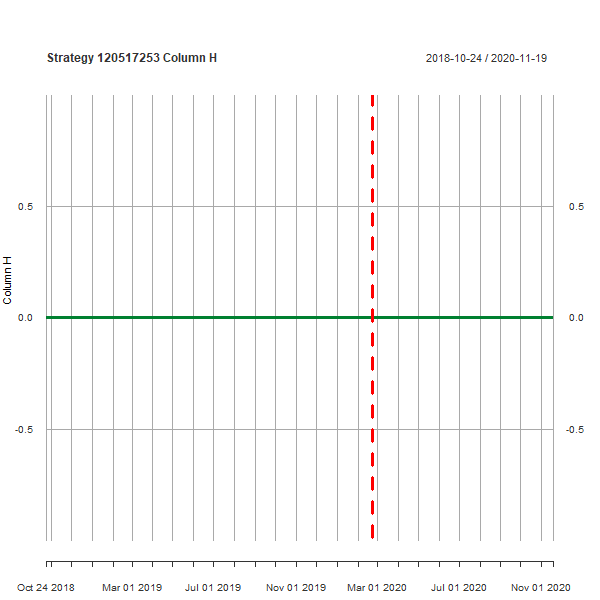 Strategy 120517253 Column H
2018-10-24 / 2020-11-19
0.5
0.5
Column H
0.0
0.0
-0.5
-0.5
Oct 24 2018
Mar 01 2019
Jul 01 2019
Nov 01 2019
Mar 01 2020
Jul 01 2020
Nov 01 2020